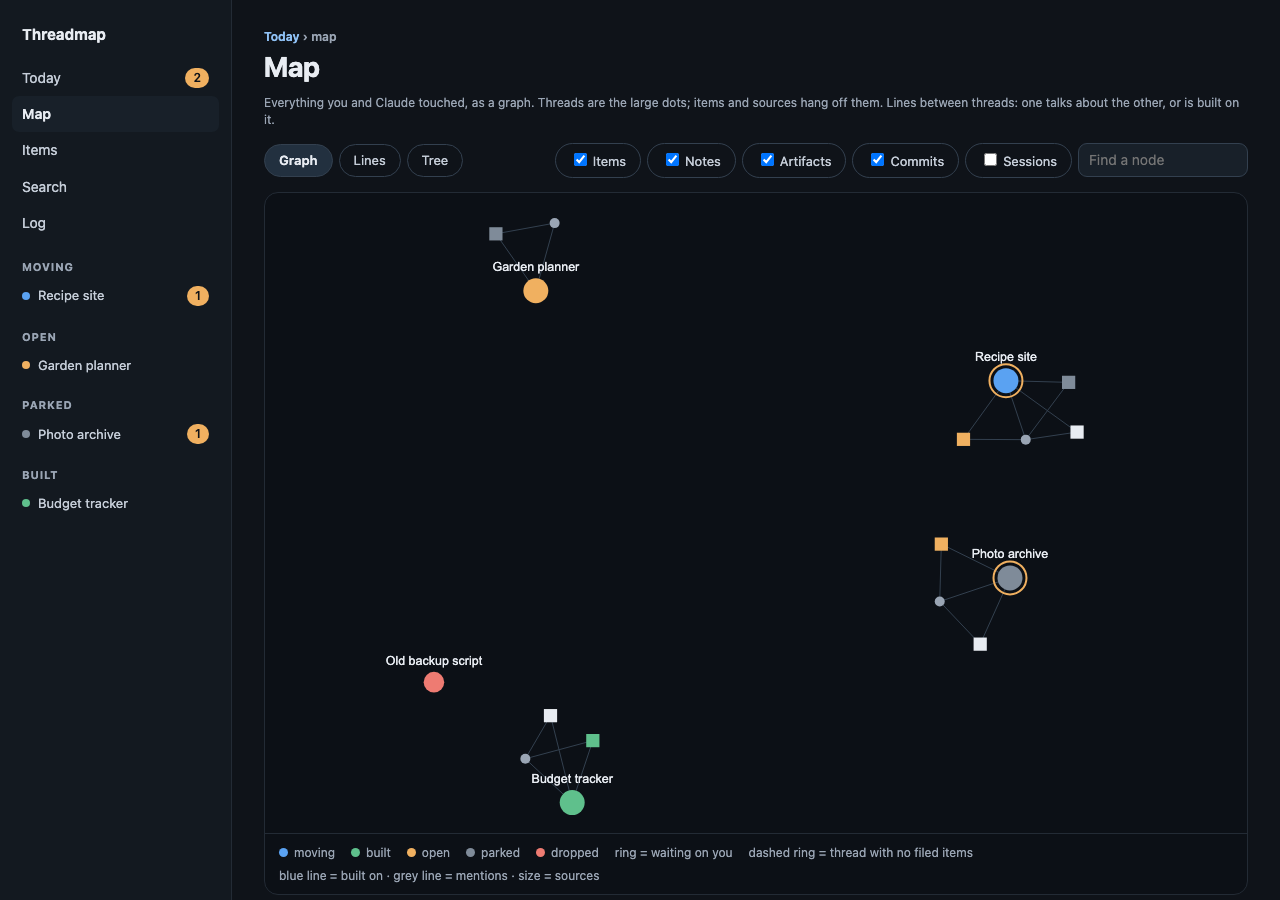 Threadmap
Today 2
Map
Items
Search
Log
MOVING
Recipe site 1
OPEN
Garden planner
PARKED
Photo archive 1
BUILT
Budget tracker
Today › map
Map
Everything you and Claude touched, as a graph. Threads are the large dots; items and sources hang off them. Lines between threads: one talks about the other, or is built on
it.
Graph Lines Tree Items Notes Artifacts Commits Sessions Find a node
Garden planner
Recipe site
Photo archive
Old backup script
Budget tracker
moving built open parked dropped ring = waiting on you dashed ring = thread with no filed items
blue line = built on · grey line = mentions · size = sources